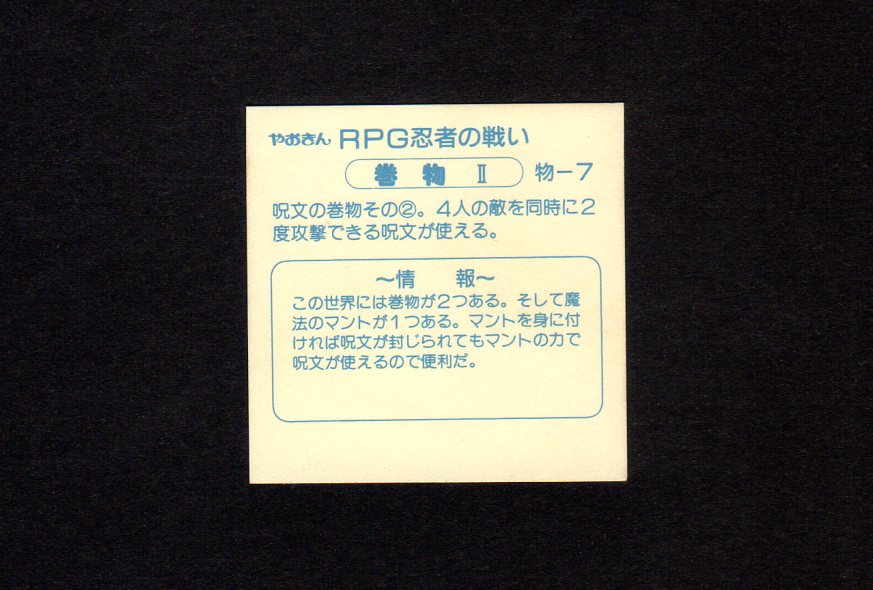 やおきん RPG忍者の戦い
巻物 Ⅱ 物－7
呪文の巻物その②。4人の敵を同時に2
度攻撃できる呪文が使える。
～情 報～
この世界には巻物が2つある。そして魔
法のマントが1つある。マントを身に付
ければ呪文が封じられてもマントの力で
呪文が使えるので便利だ。